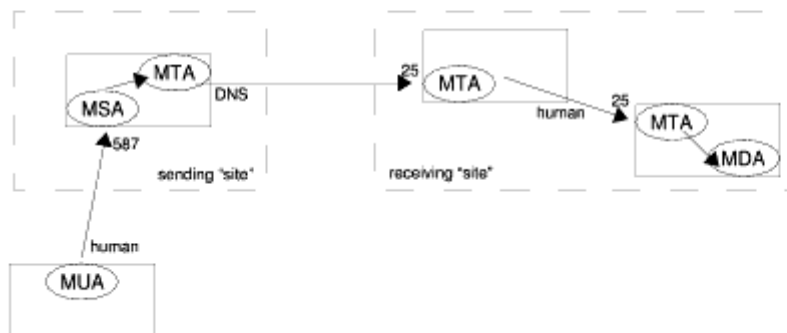 MTA
MSA
DNS
587
sending "site"
human
MUA
25
MTA
human
25
MTA
MDA
receiving "site"